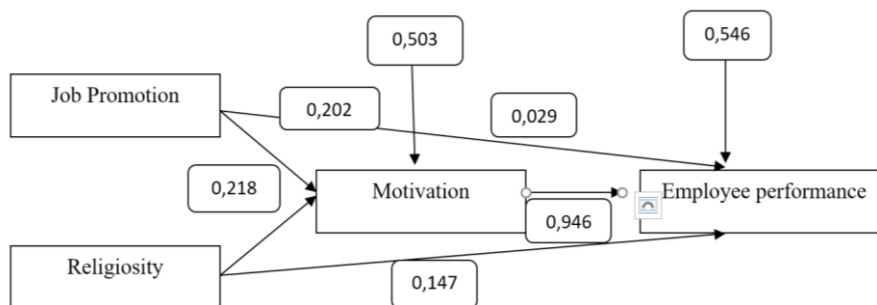 0,503
0,546
Job Promotion
0,202
0,029
0,218
Motivation
Employee performance
0,946
Religiosity
0,147